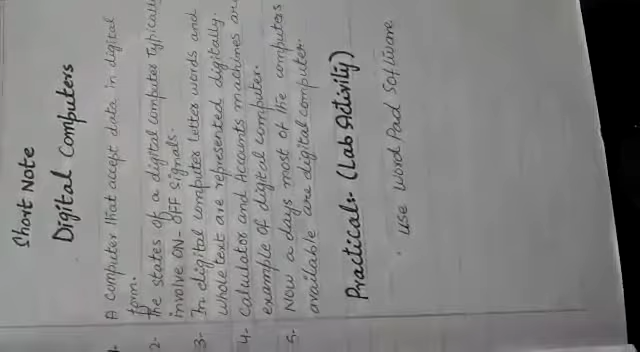 Short Note
Digital Computers
1- A computer that accept data in digital
form.
2- The states of a digital computer Typically
involve ON-OFF signals.
3- In digital computer letter words and
whole text are represented digitally.
4- Calculator and Accounts machines are
example of digital computer.
5- Now a days most of the computers
available are digital computer.
Practical:- (Lab Activity)
· use word Pad Software